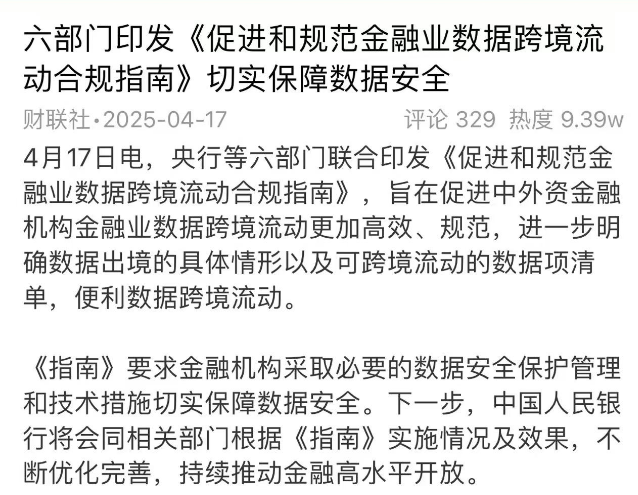 六部门印发《促进和规范金融业数据跨境流
动合规指南》切实保障数据安全
财联社·2025-04-17 评论 329 热度 9.39w
4月17日电，央行等六部门联合印发《促进和规范金
融业数据跨境流动合规指南》，旨在促进中外资金融
机构金融业数据跨境流动更加高效、规范，进一步明
确数据出境的具体情形以及可跨境流动的数据项清
单，便利数据跨境流动。
《指南》要求金融机构采取必要的数据安全保护管理
和技术措施切实保障数据安全。下一步，中国人民银
行将会同相关部门根据《指南》实施情况及效果，不
断优化完善，持续推动金融高水平开放。